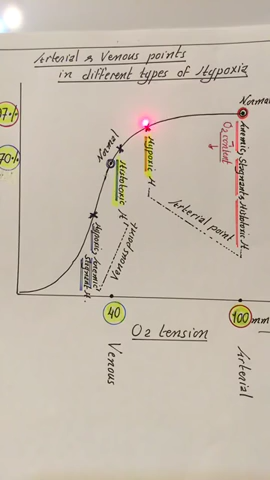 Arterial & Venous points
in different types of Hypoxia
97%
70%
Normal
Normal
Anemic, Stagnant & Histotoxic H.
O2 content
Hypoxic H.
Histotoxic H.
Arterial point
Venous point
Hypoxic, Anemic &
Stagnant H.
40
100 mm
O2 tension
Venous
Arterial